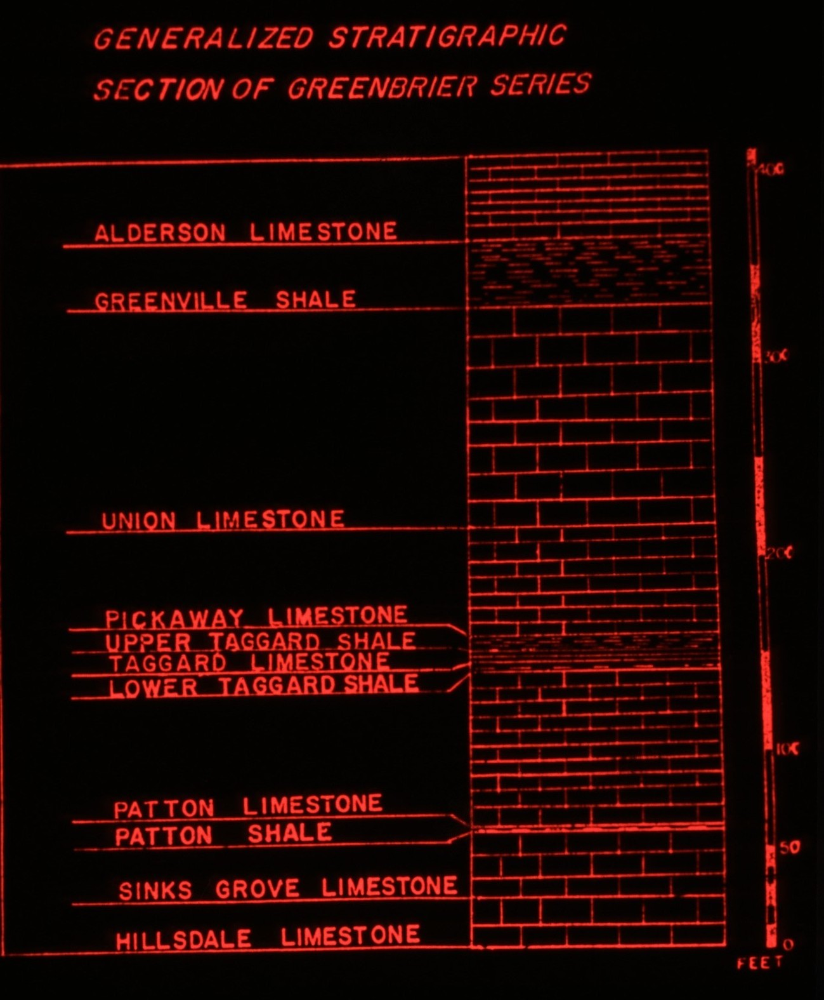 GENERALIZED STRATIGRAPHIC
SECTION OF GREENBRIER SERIES
400
ALDERSON LIMESTONE
GREENVILLE SHALE
300
UNION LIMESTONE
200
PICKAWAY LIMESTONE
UPPER TAGGARD SHALE
TAGGARD LIMESTONE
LOWER TAGGARD SHALE
100
PATTON LIMESTONE
PATTON SHALE
50
SINKS GROVE LIMESTONE
HILLSDALE LIMESTONE
0
FEET